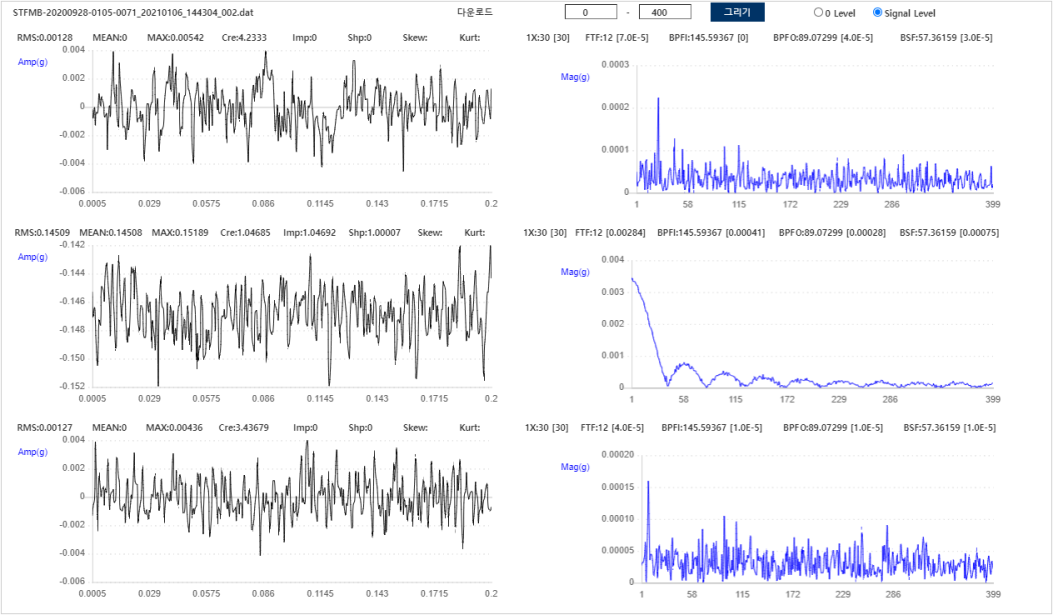 STFMB-20200928-0105-0071_20210106_144304_002.dat 다운로드 0 - 400 그리기 0 Level Signal Level
RMS:0.00128 MEAN:0 MAX:0.00542 Cre:4.2333 Imp:0 Shp:0 Skew: Kurt:
Amp(g)
0.004
0.002
0
-0.002
-0.004
-0.006
0.0005 0.029 0.0575 0.086 0.1145 0.143 0.1715 0.2
1X:30 [30] FTF:12 [7.0E-5] BPFI:145.59367 [0] BPFO:89.07299 [4.0E-5] BSF:57.36159 [3.0E-5]
Mag(g)
0.0003
0.0002
0.0001
0
1 58 115 172 229 286 399
RMS:0.14509 MEAN:0.14508 MAX:0.15189 Cre:1.04685 Imp:1.04692 Shp:1.00007 Skew: Kurt:
Amp(g)
-0.142
-0.144
-0.146
-0.148
-0.150
-0.152
0.0005 0.029 0.0575 0.086 0.1145 0.143 0.1715 0.2
1X:30 [30] FTF:12 [0.00284] BPFI:145.59367 [0.00041] BPFO:89.07299 [0.00028] BSF:57.36159 [0.00075]
Mag(g)
0.004
0.003
0.002
0.001
0
1 58 115 172 229 286 399
RMS:0.00127 MEAN:0 MAX:0.00436 Cre:3.43679 Imp:0 Shp:0 Skew: Kurt:
Amp(g)
0.004
0.002
0
-0.002
-0.004
-0.006
0.0005 0.029 0.0575 0.086 0.1145 0.143 0.1715 0.2
1X:30 [30] FTF:12 [4.0E-5] BPFI:145.59367 [1.0E-5] BPFO:89.07299 [1.0E-5] BSF:57.36159 [1.0E-5]
Mag(g)
0.00020
0.00015
0.00010
0.00005
0
1 58 115 172 229 286 399